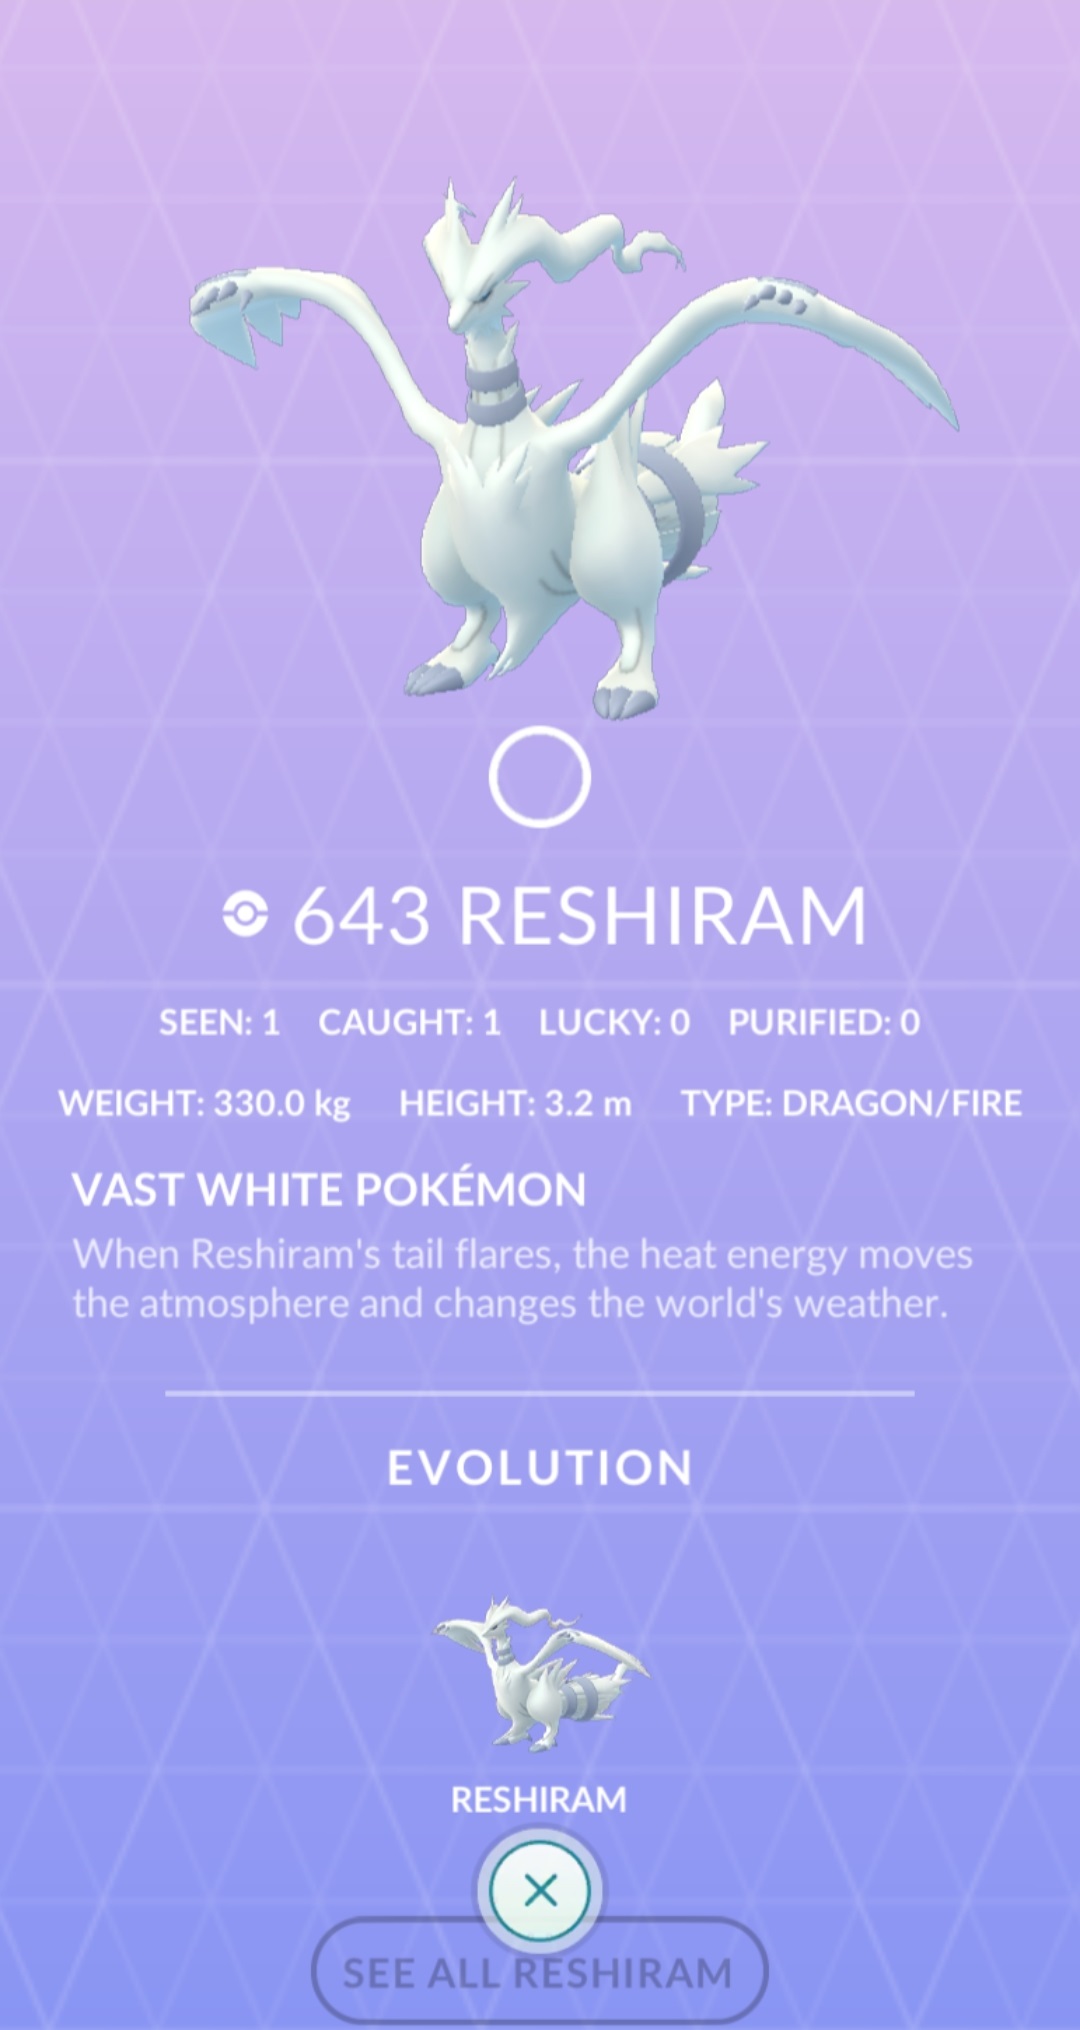 643 RESHIRAM
SEEN: 1 CAUGHT: 1 LUCKY: 0 PURIFIED: 0
WEIGHT: 330.0 kg HEIGHT: 3.2 m TYPE: DRAGON/FIRE
VAST WHITE POKÉMON
When Reshiram's tail flares, the heat energy moves
the atmosphere and changes the world's weather.
EVOLUTION
RESHIRAM
SEE ALL RESHIRAM